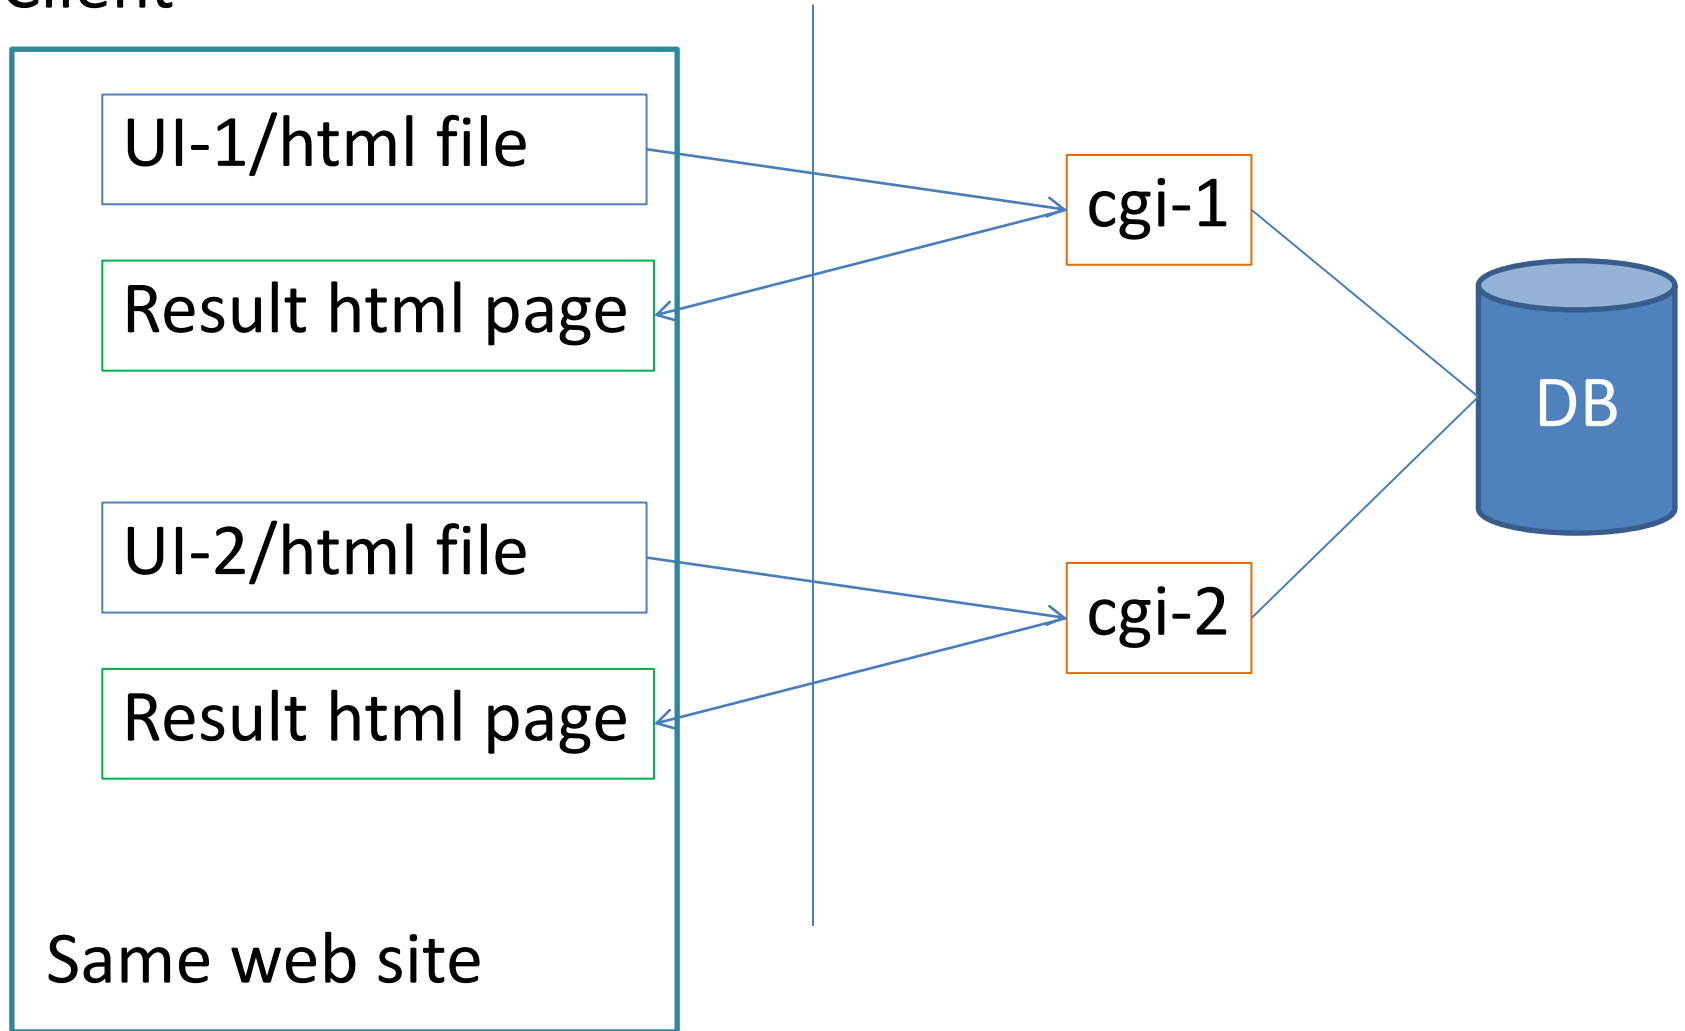 Client
UI-1/html file
cgi-1
Result html page
DB
UI-2/html file
cgi-2
Result html page
Same web site